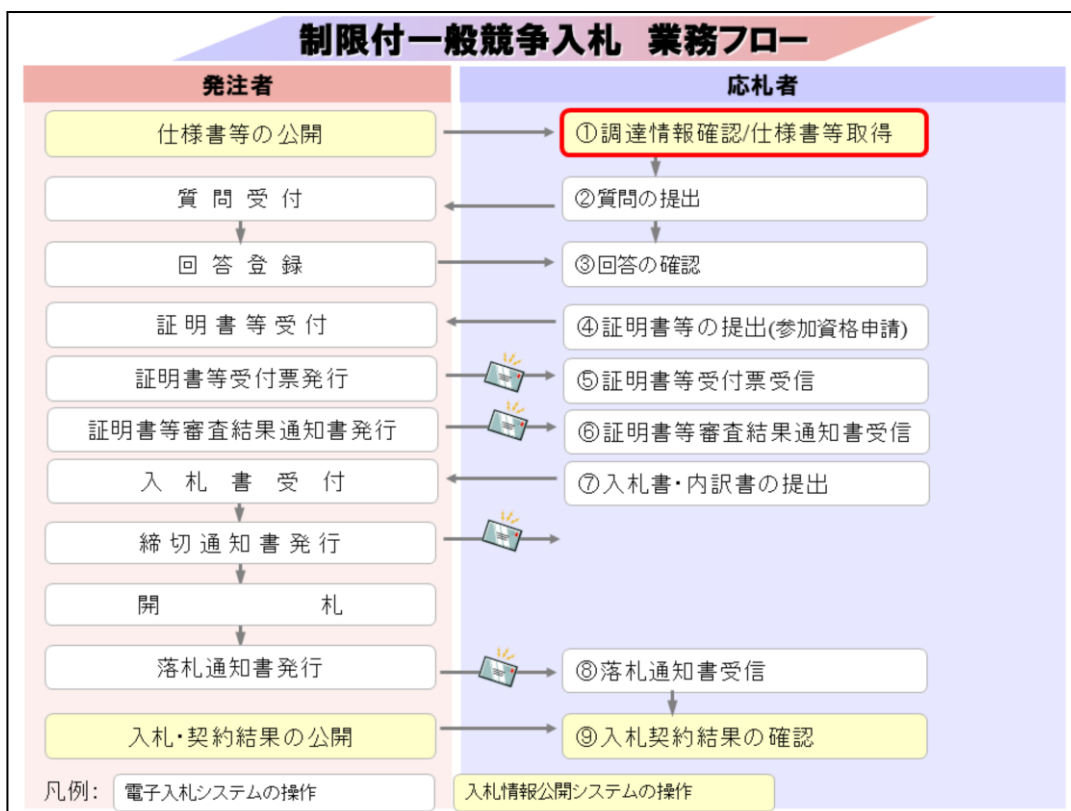 制限付一般競争入札 業務フロー
発注者 応札者
仕様書等の公開 ①調達情報確認/仕様書等取得
質問受付 ②質問の提出
回答登録 ③回答の確認
証明書等受付 ④証明書等の提出(参加資格申請)
証明書等受付票発行 ⑤証明書等受付票受信
証明書等審査結果通知書発行 ⑥証明書等審査結果通知書受信
入札書受付 ⑦入札書・内訳書の提出
締切通知書発行
開札
落札通知書発行 ⑧落札通知書受信
入札・契約結果の公開 ⑨入札契約結果の確認
凡例: 電子入札システムの操作 入札情報公開システムの操作